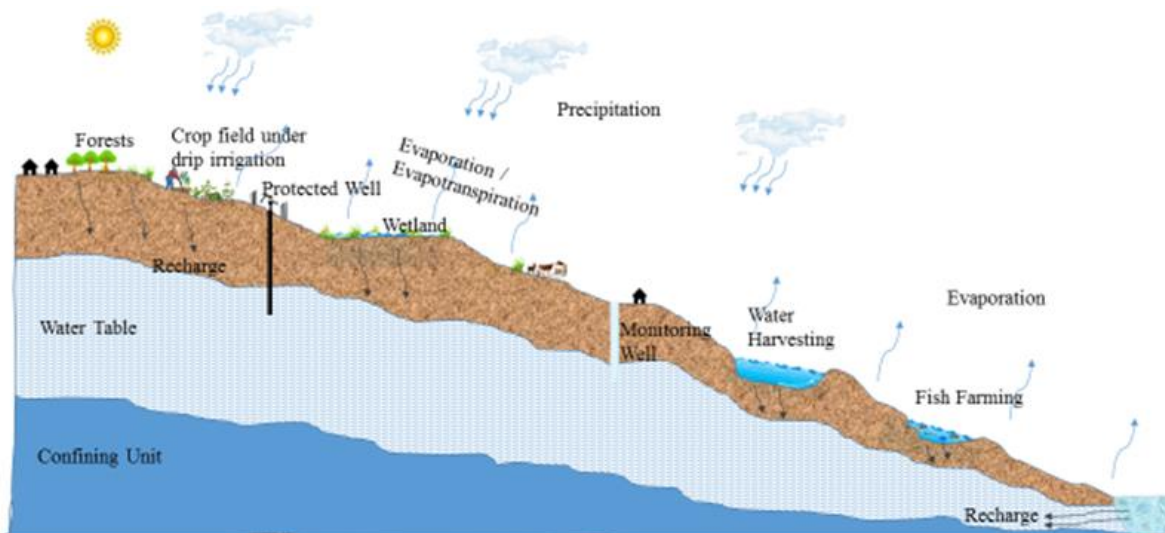 Precipitation
Forests
Crop field under
drip irrigation
Evaporation /
Evapotranspiration
Protected Well
Wetland
Recharge
Water Table
Monitoring
Well
Water
Harvesting
Evaporation
Fish Farming
Confining Unit
Recharge